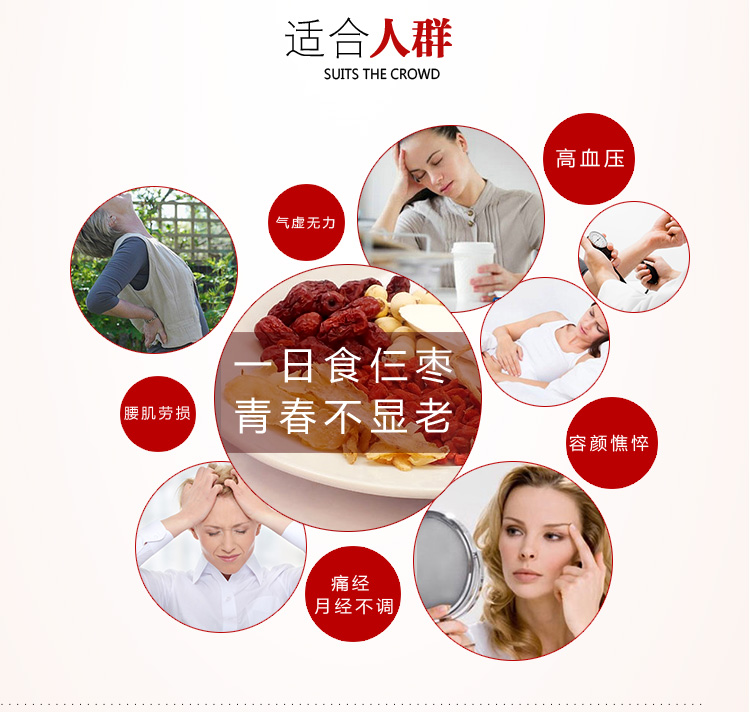 适合人群
SUITS THE CROWD
高血压
气虚无力
一日食仨枣
青春不显老
腰肌劳损
容颜憔悴
痛经
月经不调